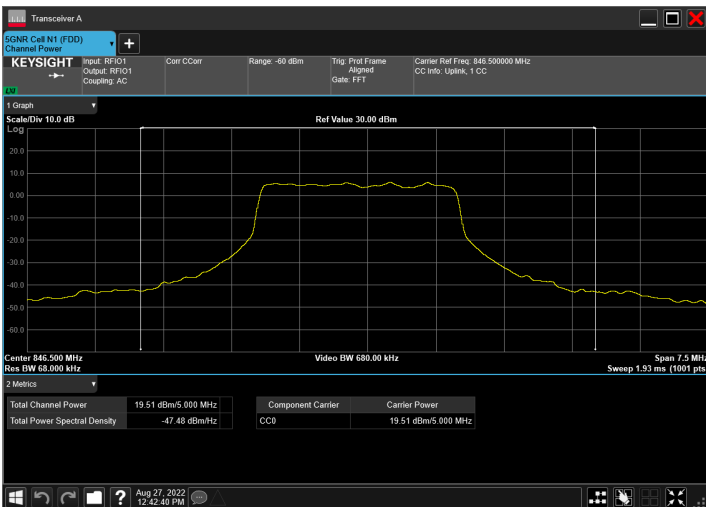 Transceiver A
5GNR Cell N1 (FDD)
Channel Power
+
KEYSIGHT
LXI
Input: RFIO1
Output: RFIO1
Coupling: AC
Corr CCorr
Range: -60 dBm
Trig: Prot Frame
Aligned
Gate: FFT
Carrier Ref Freq: 846.500000 MHz
CC Info: Uplink, 1 CC
1 Graph
Scale/Div 10.0 dB
Ref Value 30.00 dBm
Log
20.0
10.0
0.00
-10.0
-20.0
-30.0
-40.0
-50.0
-60.0
Center 846.500 MHz
Video BW 680.00 kHz
Span 7.5 MHz
Res BW 68.000 kHz
Sweep 1.93 ms (1001 pts
2 Metrics
Total Channel Power 19.51 dBm/5.000 MHz
Total Power Spectral Density -47.48 dBm/Hz
Component Carrier Carrier Power
CC0 19.51 dBm/5.000 MHz
?
Aug 27, 2022
12:42:40 PM